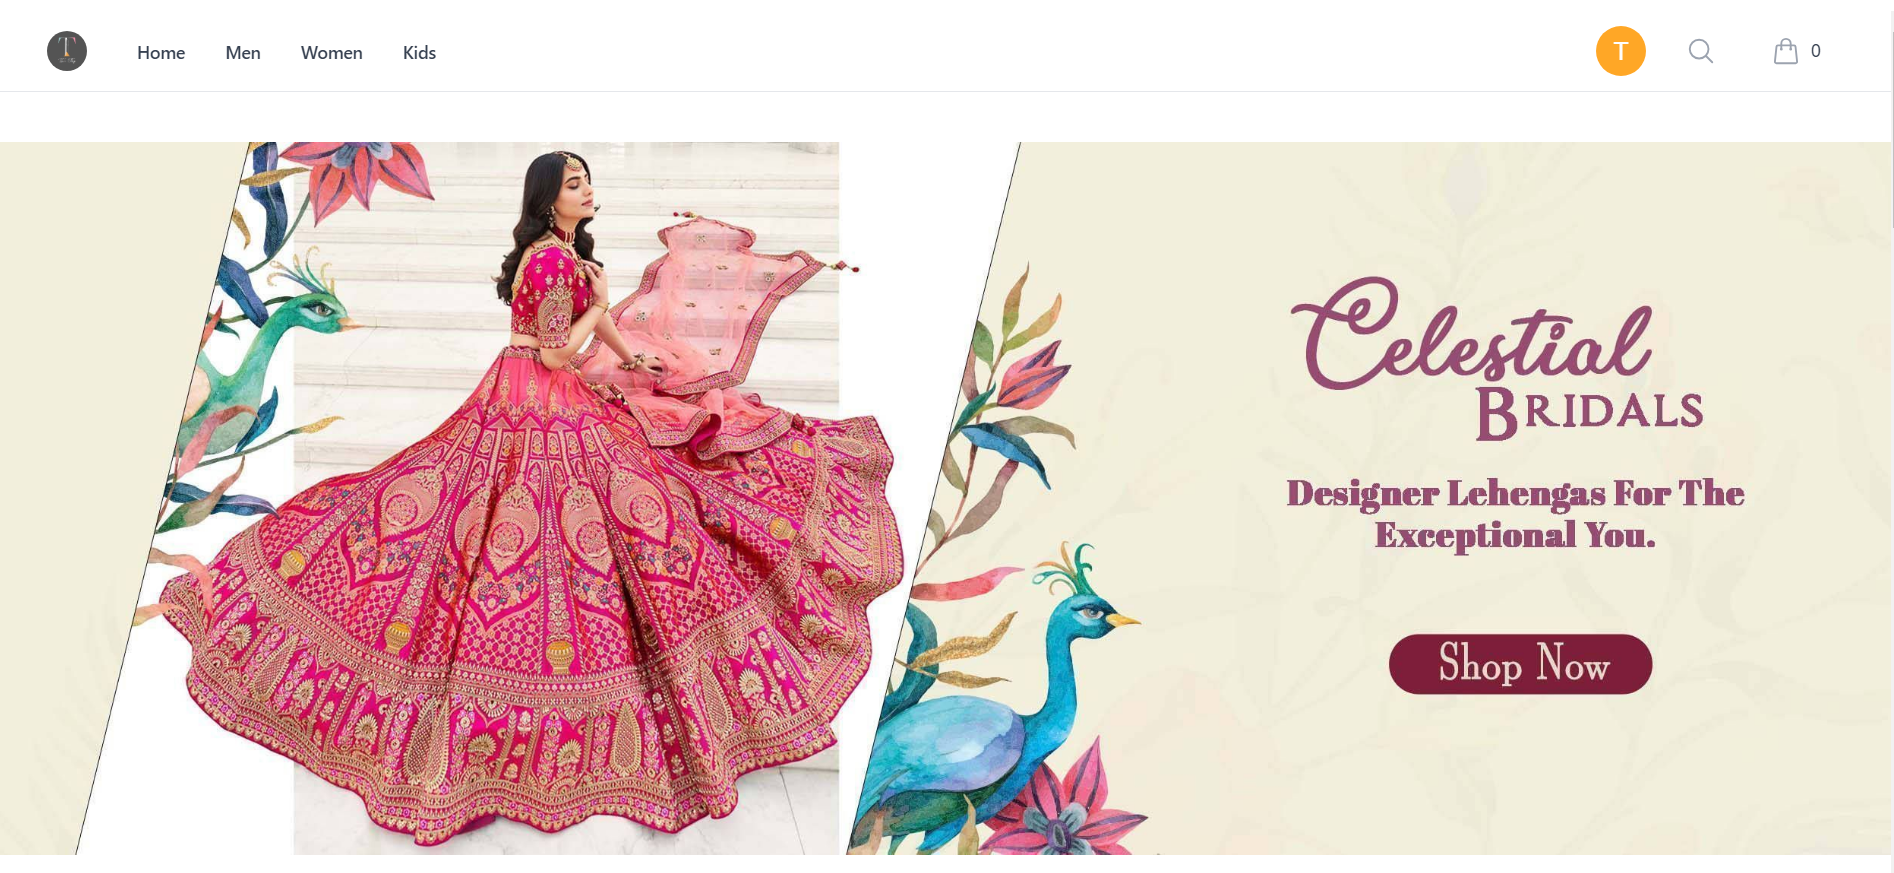 T
Home Men Women Kids
T
0
Celestial
BRIDALS
Designer Lehengas For The
Exceptional You.
Shop Now